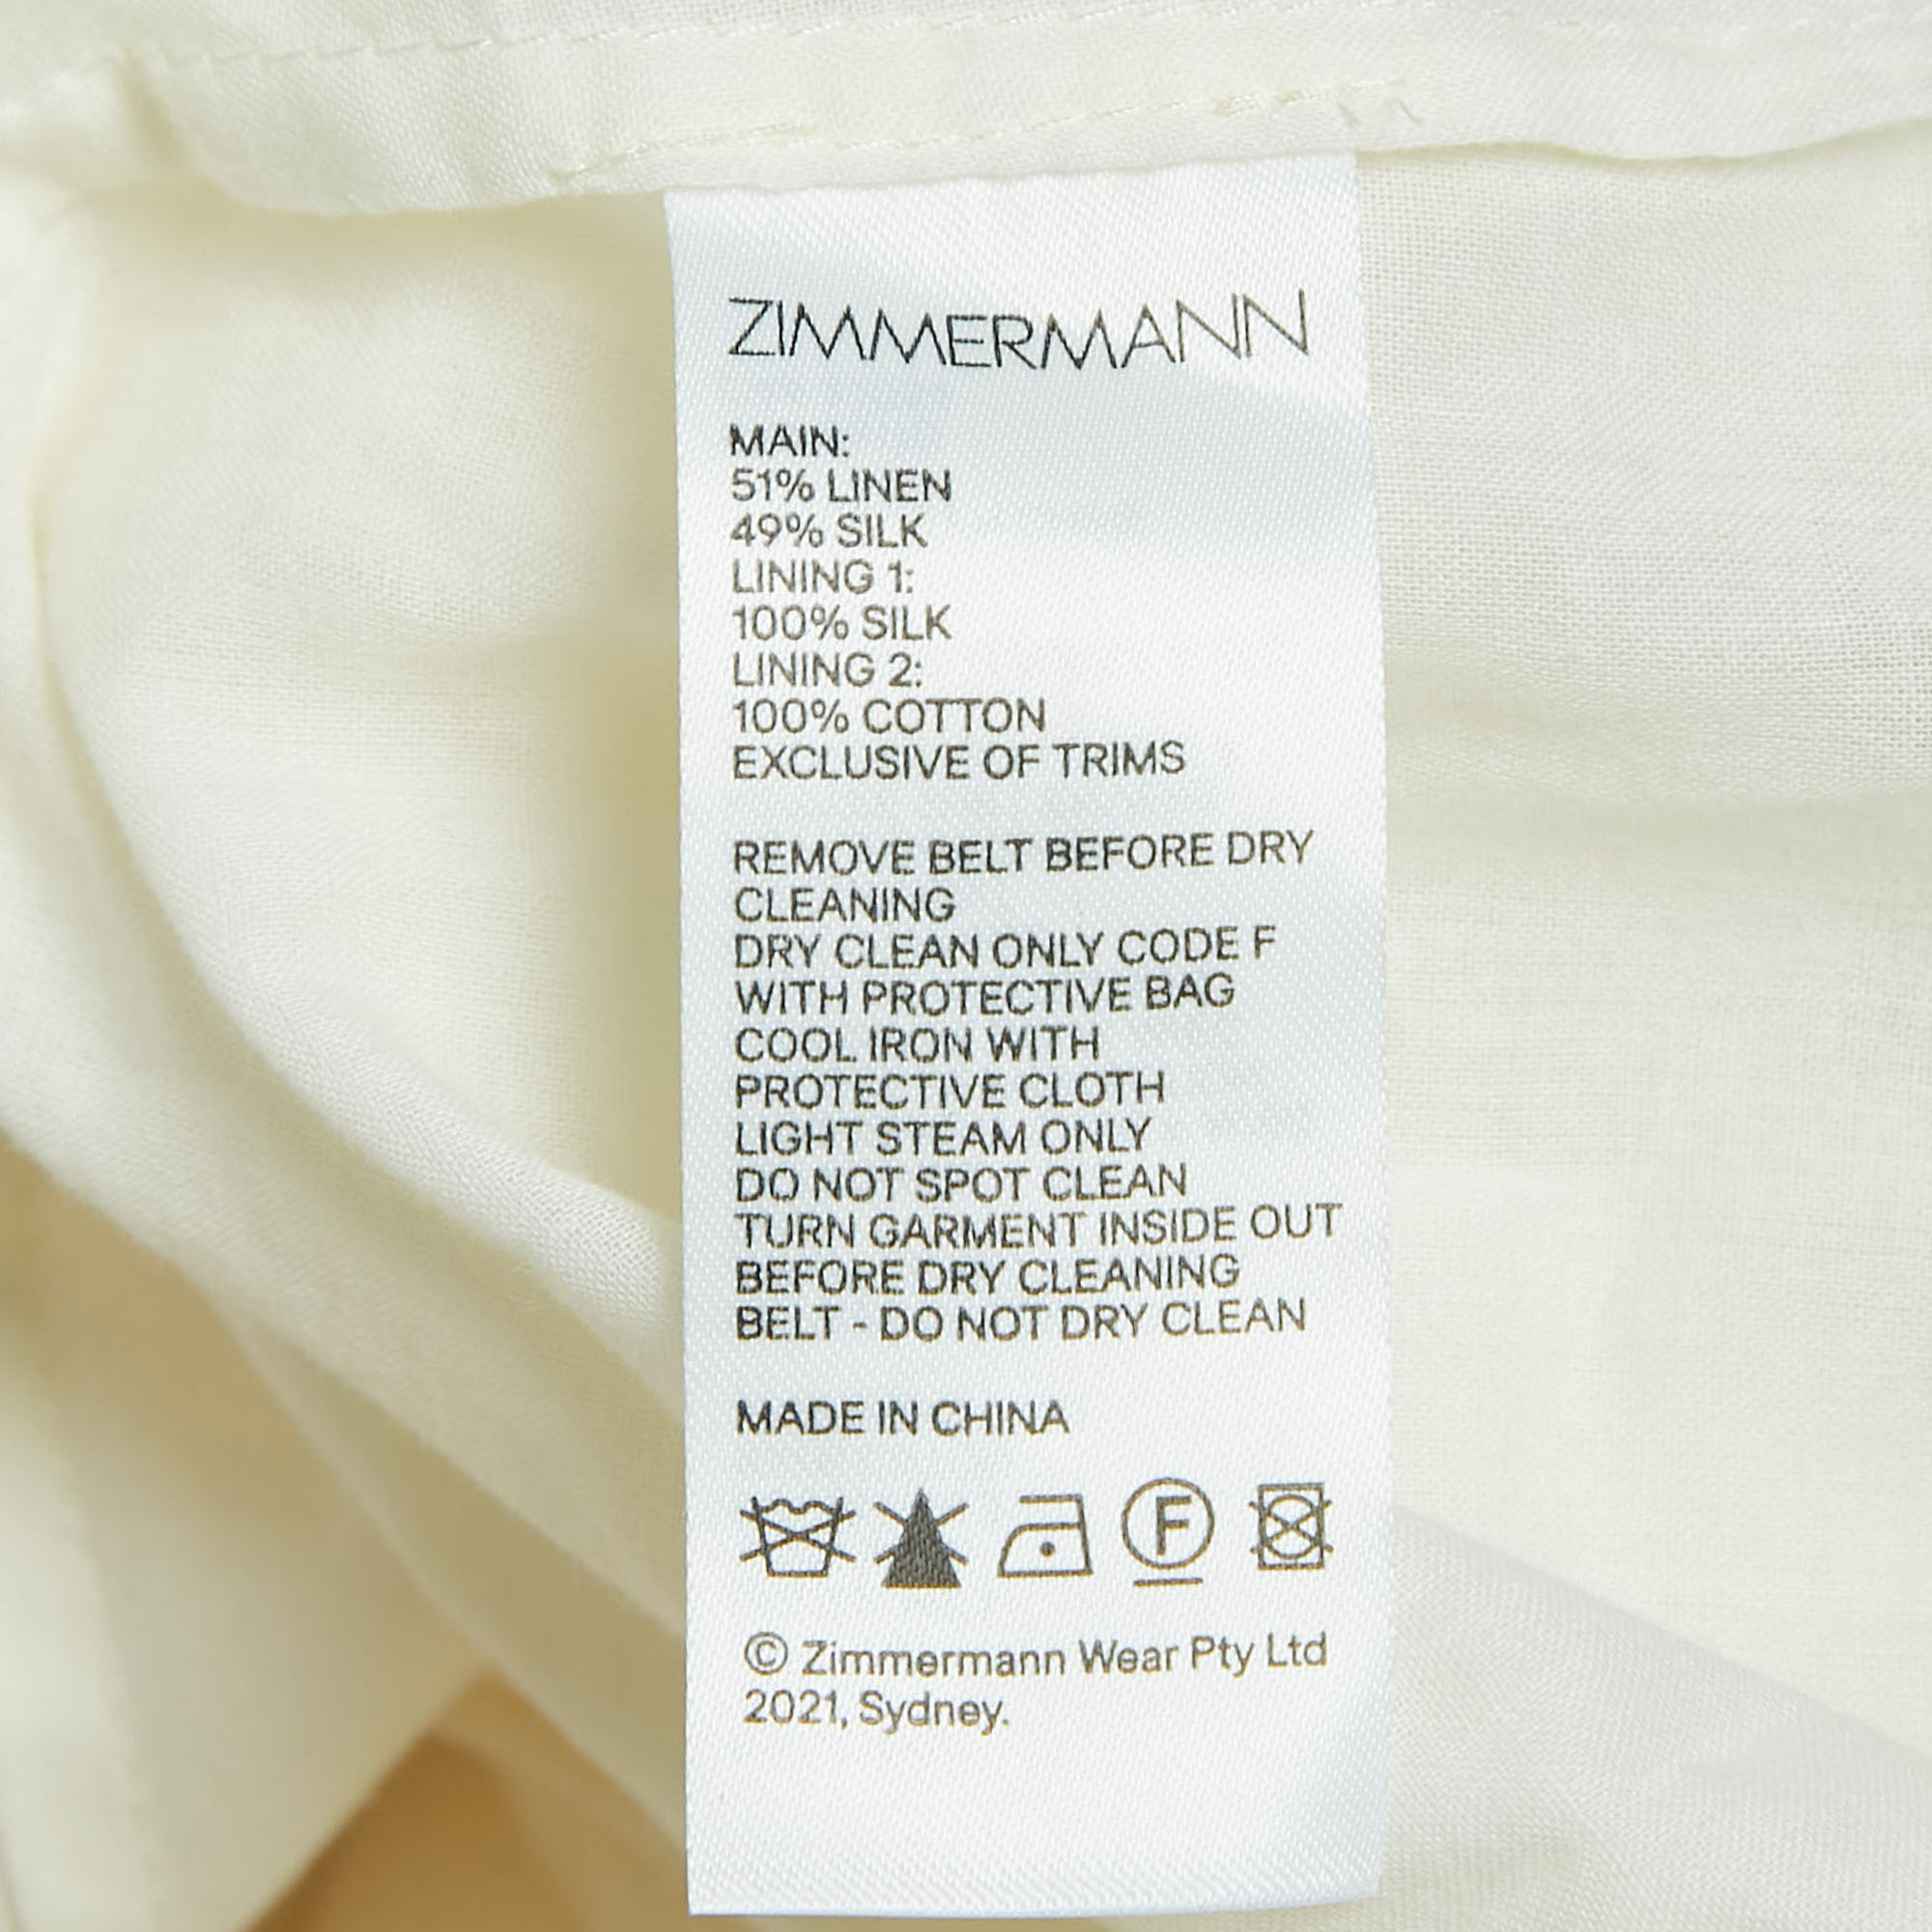 ZIMMERMANN
MAIN:
51% LINEN
49% SILK
LINING 1:
100% SILK
LINING 2:
100% COTTON
EXCLUSIVE OF TRIMS
REMOVE BELT BEFORE DRY
CLEANING
DRY CLEAN ONLY CODE F
WITH PROTECTIVE BAG
COOL IRON WITH
PROTECTIVE CLOTH
LIGHT STEAM ONLY
DO NOT SPOT CLEAN
TURN GARMENT INSIDE OUT
BEFORE DRY CLEANING
BELT - DO NOT DRY CLEAN
MADE IN CHINA
F
© Zimmermann Wear Pty Ltd
2021, Sydney.